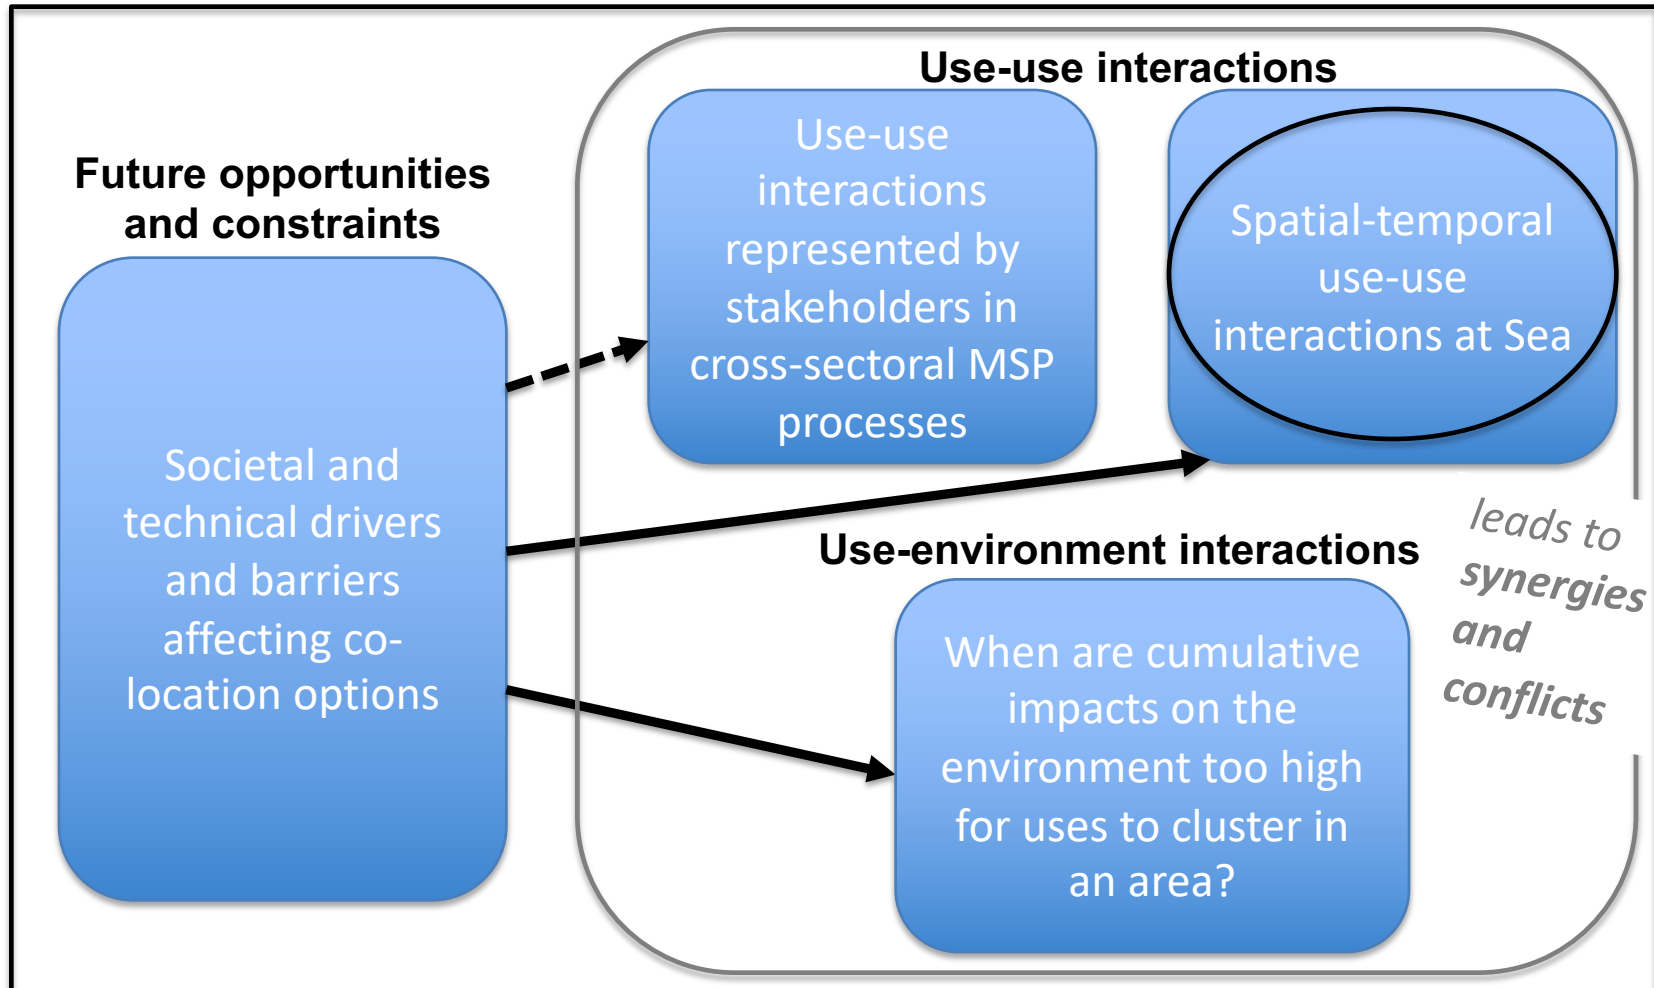 Use-use interactions
Future opportunities
and constraints
Use-use
interactions
represented by
stakeholders in
cross-sectoral MSP
processes
Spatial-temporal
use-use
interactions at Sea
Societal and
technical drivers
and barriers
affecting co-
location options
Use-environment interactions
When are cumulative
impacts on the
environment too high
for uses to cluster in
an area?
leads to
synergies
and
conflicts